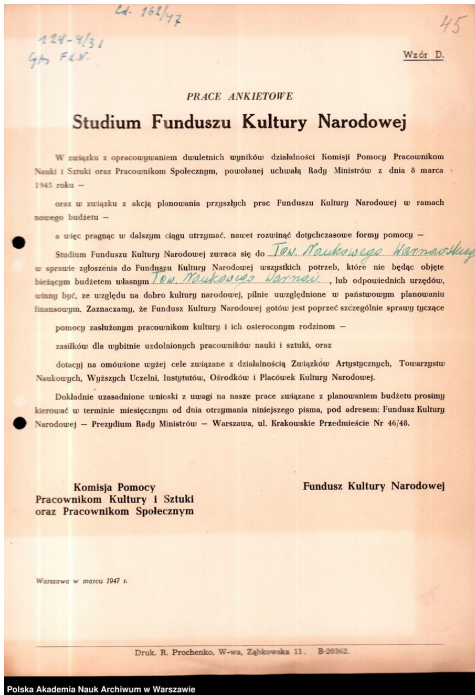 Ld. 162/47
45
124-4/31
F.K.N.
Wzór D.
PRACE ANKIETOWE
Studium Funduszu Kultury Narodowej
W związku z opracowywaniem dwuletnich wyników działalności Komisji Pomocy Pracownikom
Nauki i Sztuki oraz Pracownikom Społecznym, powołanej uchwałą Rady Ministrów z dnia 8 marca
1945 roku —
oraz w związku z akcją planowania przyszłych prac Funduszu Kultury Narodowej w ramach
nowego budżetu —
a więc pragnąc w dalszym ciągu utrzymać, nawet rozwinąć dotychczasowe formy pomocy —
Studium Funduszu Kultury Narodowej zwraca się do Tow. Naukowego Warszawskiego
w sprawie zgłoszenia do Funduszu Kultury Narodowej wszystkich potrzeb, które nie będąc objęte
bieżącym budżetem własnym Tow. Naukowego Warszaw. , lub odpowiednich urzędów,
winny być, ze względu na dobro kultury narodowej, pilnie uwzględnione w państwowym planowaniu
finansowym. Zaznaczamy, że Fundusz Kultury Narodowej gotów jest poprzeć szczególnie sprawy tyczące
pomocy zasłużonym pracownikom kultury i ich osieroconym rodzinom —
zasiłków dla wybitnie uzdolnionych pracowników nauki i sztuki, oraz
dotacyj na omówione wyżej cele związane z działalnością Związków Artystycznych, Towarzystw
Naukowych, Wyższych Uczelni, Instytutów, Ośrodków i Placówek Kultury Narodowej.
Dokładnie uzasadnione wnioski z uwagi na nasze prace związane z planowaniem budżetu prosimy
kierować w terminie miesięcznym od dnia otrzymania niniejszego pisma, pod adresem: Fundusz Kultury
Narodowej — Prezydium Rady Ministrów — Warszawa, ul. Krakowskie Przedmieście Nr 46/48.
Komisja Pomocy
Pracownikom Kultury i Sztuki
oraz Pracownikom Społecznym
Fundusz Kultury Narodowej
Warszawa w marcu 1947 r.
Druk. R. Prochenko, W-wa, Ząbkowska 11. B-20362.
Polska Akademia Nauk Archiwum w Warszawie